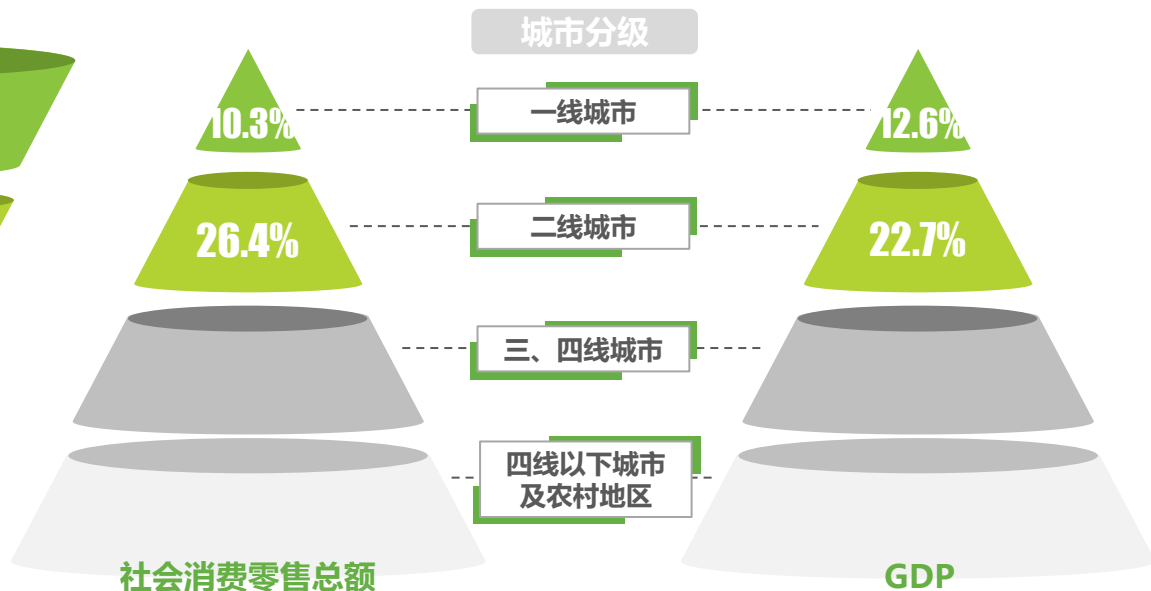 城市分级
10.3%
一线城市
12.6%
26.4%
二线城市
22.7%
三、四线城市
四线以下城市
及农村地区
社会消费零售总额
GDP